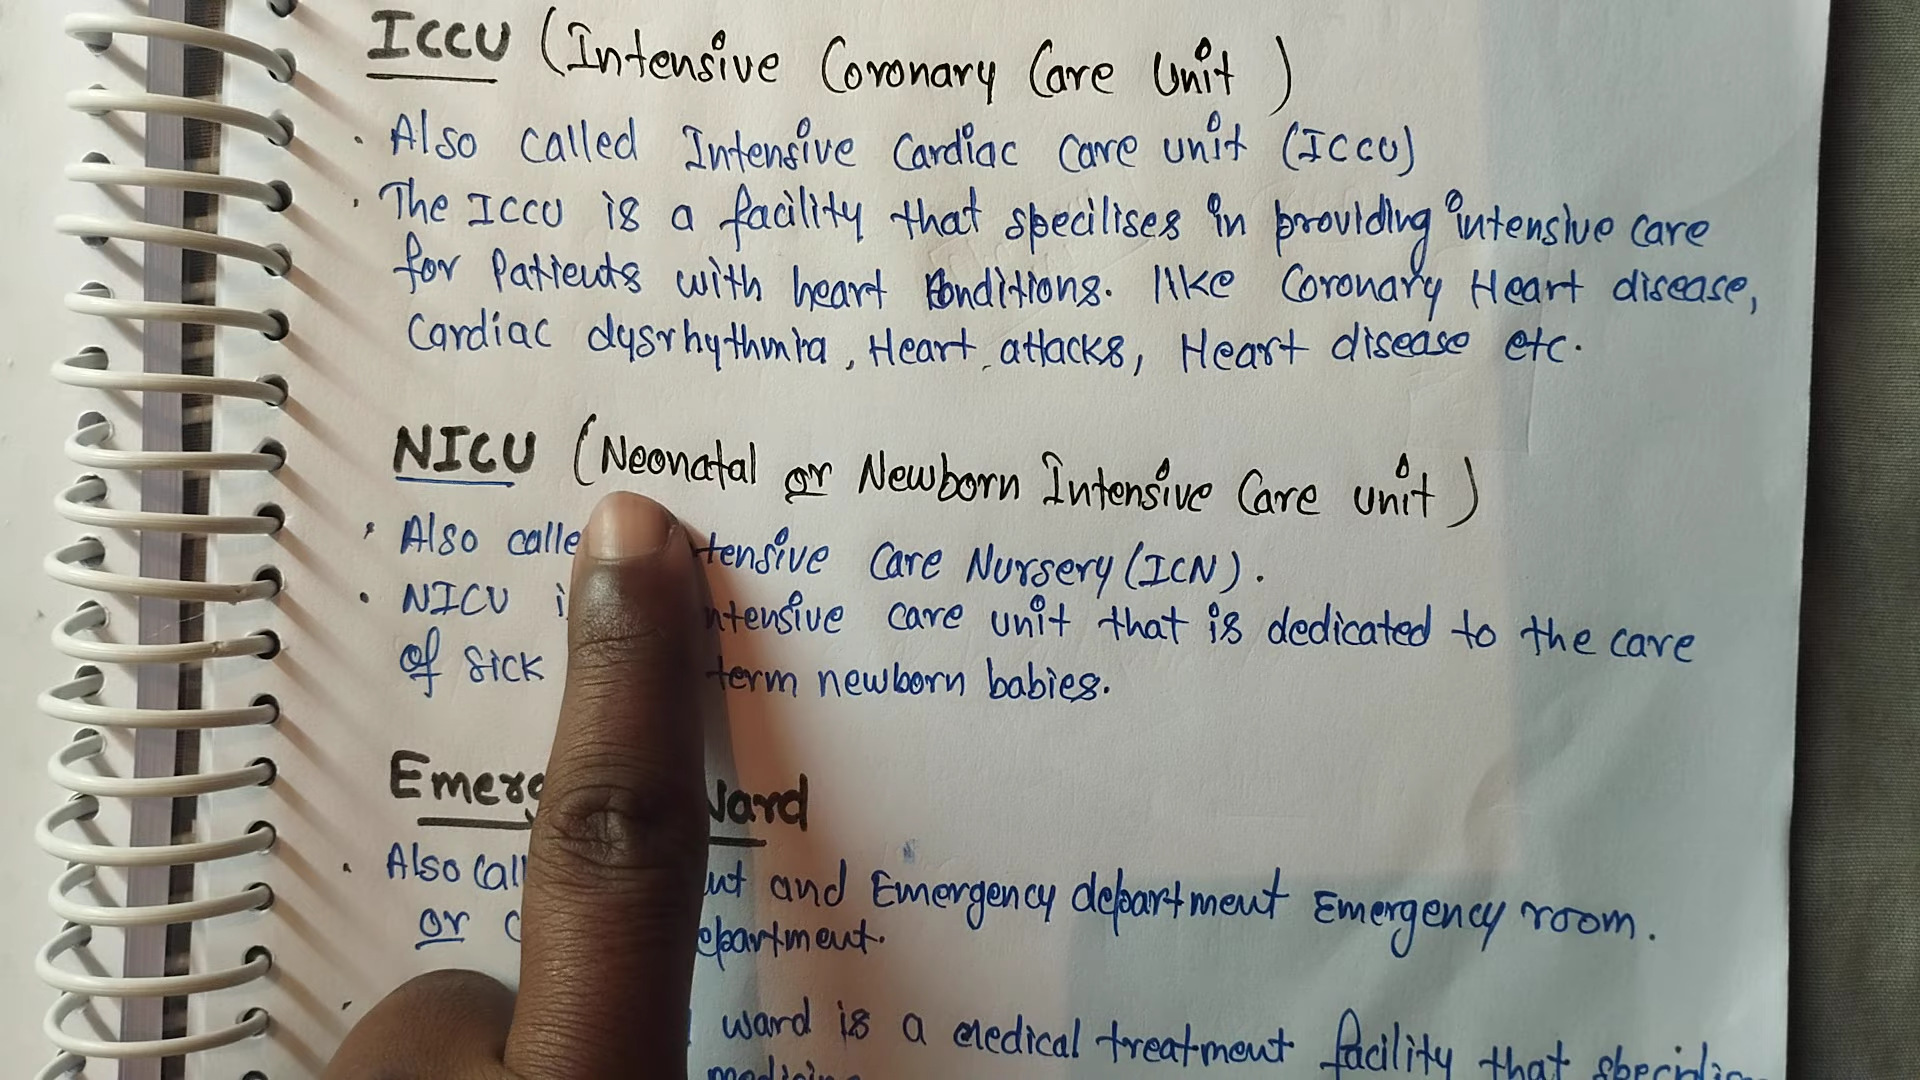 ICCU (Intensive Coronary Care Unit)
• Also called Intensive Cardiac care unit (ICCU)
• The ICCU is a facility that specilises in providing intensive care
for Patients with heart conditions. like Coronary Heart disease,
Cardiac dysrhythmia, Heart attacks, Heart disease etc.
NICU (Neonatal or Newborn Intensive Care unit)
• Also calle tensive Care Nursery (ICN).
• NICU i ntensive care unit that is dedicated to the care
of sick term newborn babies.
Emerg Ward
• Also Call and Emergency department Emergency room.
or epartment.
ward is a medical treatment facility that